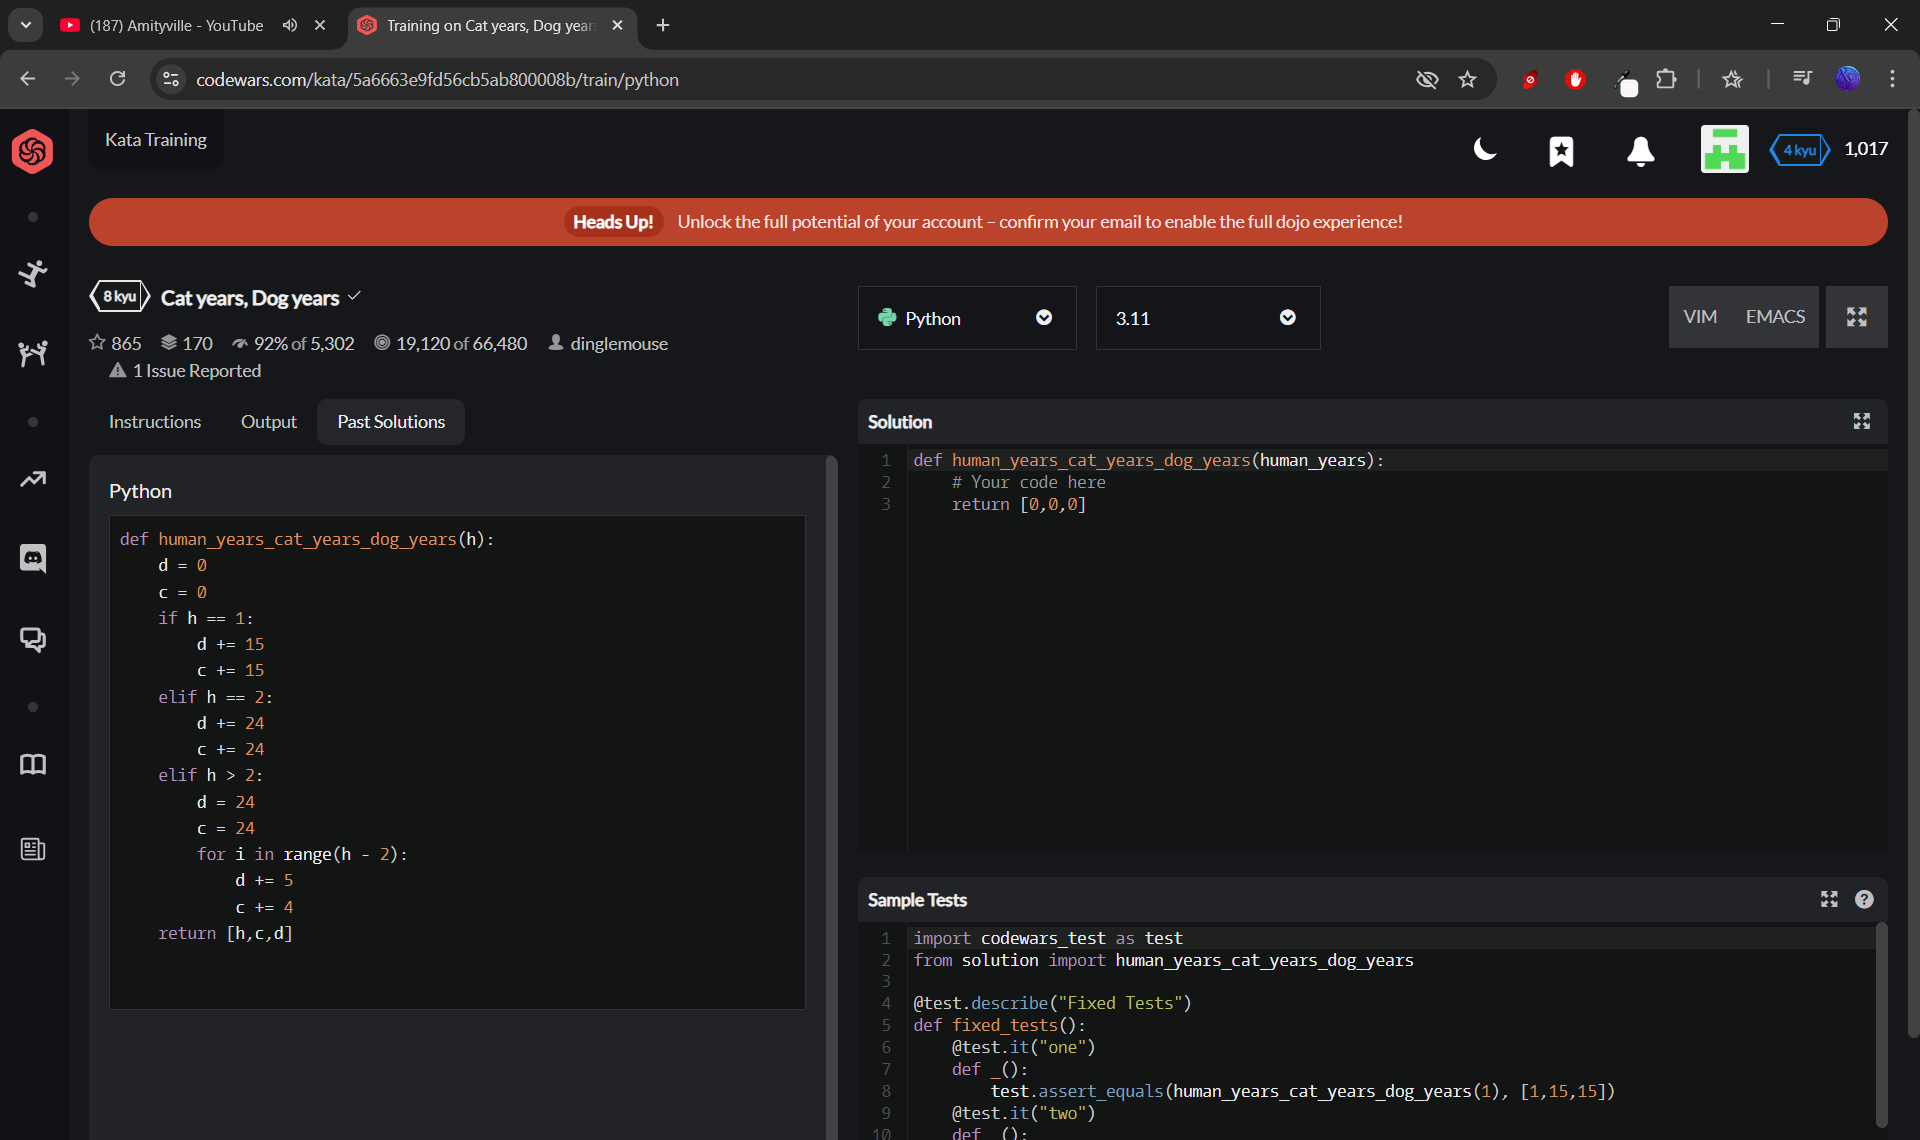 (187) Amityville - YouTube
Training on Cat years, Dog year
codewars.com/kata/5a6663e9fd56cb5ab800008b/train/python
Kata Training
4 kyu
1,017
Heads Up! Unlock the full potential of your account – confirm your email to enable the full dojo experience!
8 kyu
Cat years, Dog years
865
170
92% of 5,302
19,120 of 66,480
dinglemouse
1 Issue Reported
Python
3.11
VIM
EMACS
Instructions
Output
Past Solutions
Python
def human_years_cat_years_dog_years(h):
    d = 0
    c = 0
    if h == 1:
        d += 15
        c += 15
    elif h == 2:
        d += 24
        c += 24
    elif h > 2:
        d = 24
        c = 24
        for i in range(h - 2):
            d += 5
            c += 4
    return [h,c,d]
Solution
1 def human_years_cat_years_dog_years(human_years):
2     # Your code here
3     return [0,0,0]
Sample Tests
?
1 import codewars_test as test
2 from solution import human_years_cat_years_dog_years
3
4 @test.describe("Fixed Tests")
5 def fixed_tests():
6     @test.it("one")
7     def _():
8         test.assert_equals(human_years_cat_years_dog_years(1), [1,15,15])
9     @test.it("two")
10     def _():